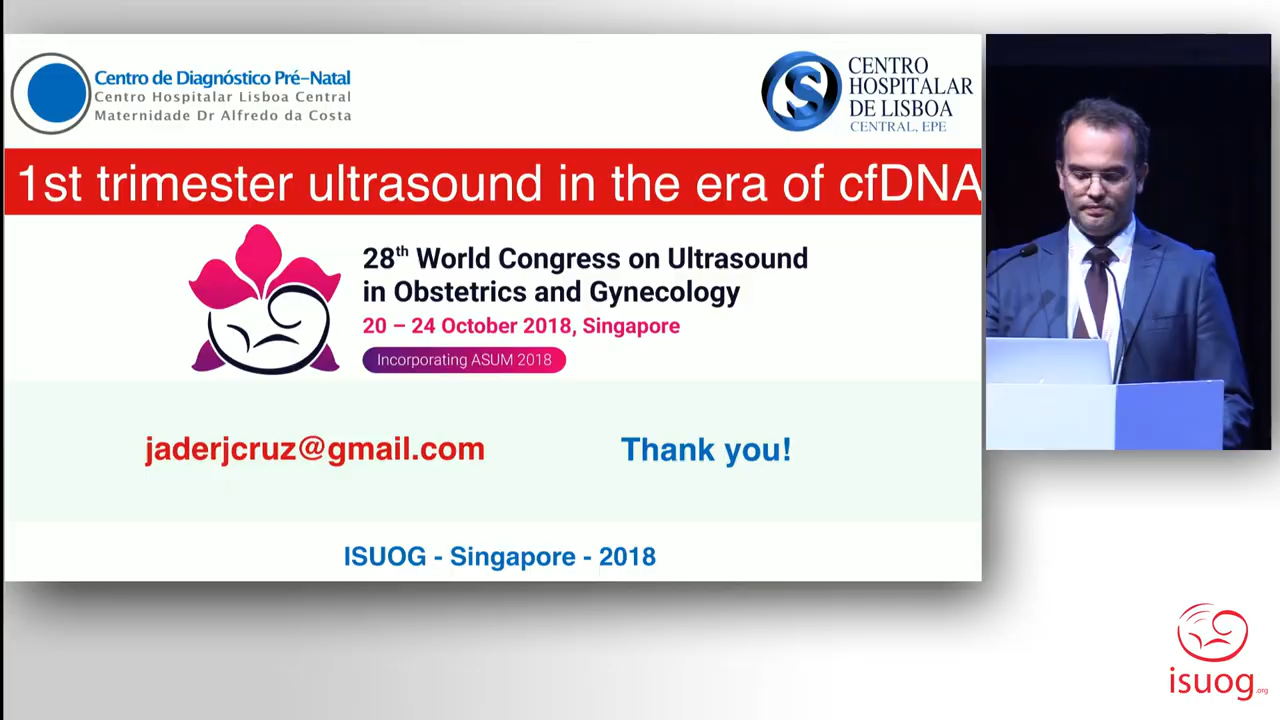 Centro de Diagnóstico Pré-Natal
Centro Hospitalar Lisboa Central
Maternidade Dr Alfredo da Costa
CENTRO
HOSPITALAR
DE LISBOA
CENTRAL, EPE
1st trimester ultrasound in the era of cfDNA
28th World Congress on Ultrasound
in Obstetrics and Gynecology
20 – 24 October 2018, Singapore
Incorporating ASUM 2018
jaderjcruz@gmail.com
Thank you!
ISUOG - Singapore - 2018
isuog.org